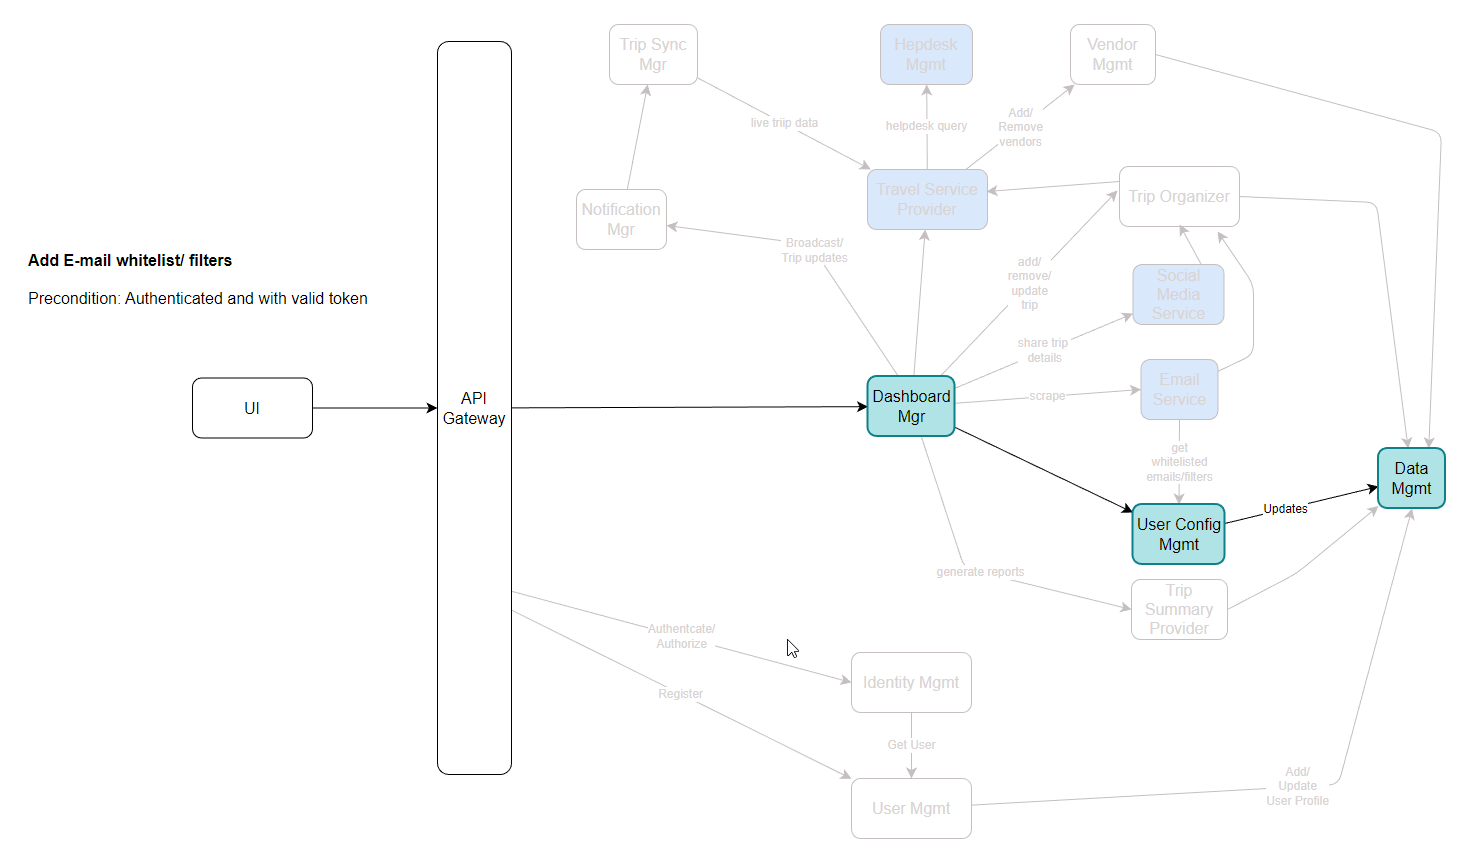 Trip Sync
Mgr
Hepdesk
Mgmt
Vendor
Mgmt
live triip data
helpdesk query
Add/
Remove
vendors
Travel Service
Provider
Trip Organizer
Notification
Mgr
Broadcast/
Trip updates
Add E-mail whitelist/ filters
Precondition: Authenticated and with valid token
add/
remove/
update
trip
Social
Media
Service
share trip
details
UI
API
Gateway
Dashboard
Mgr
scrape
Email
Service
get
whitelisted
emails/filters
Data
Mgmt
User Config
Mgmt
Updates
generate reports
Trip
Summary
Provider
Authentcate/
Authorize
Identity Mgmt
Register
Get User
User Mgmt
Add/
Update
User Profile